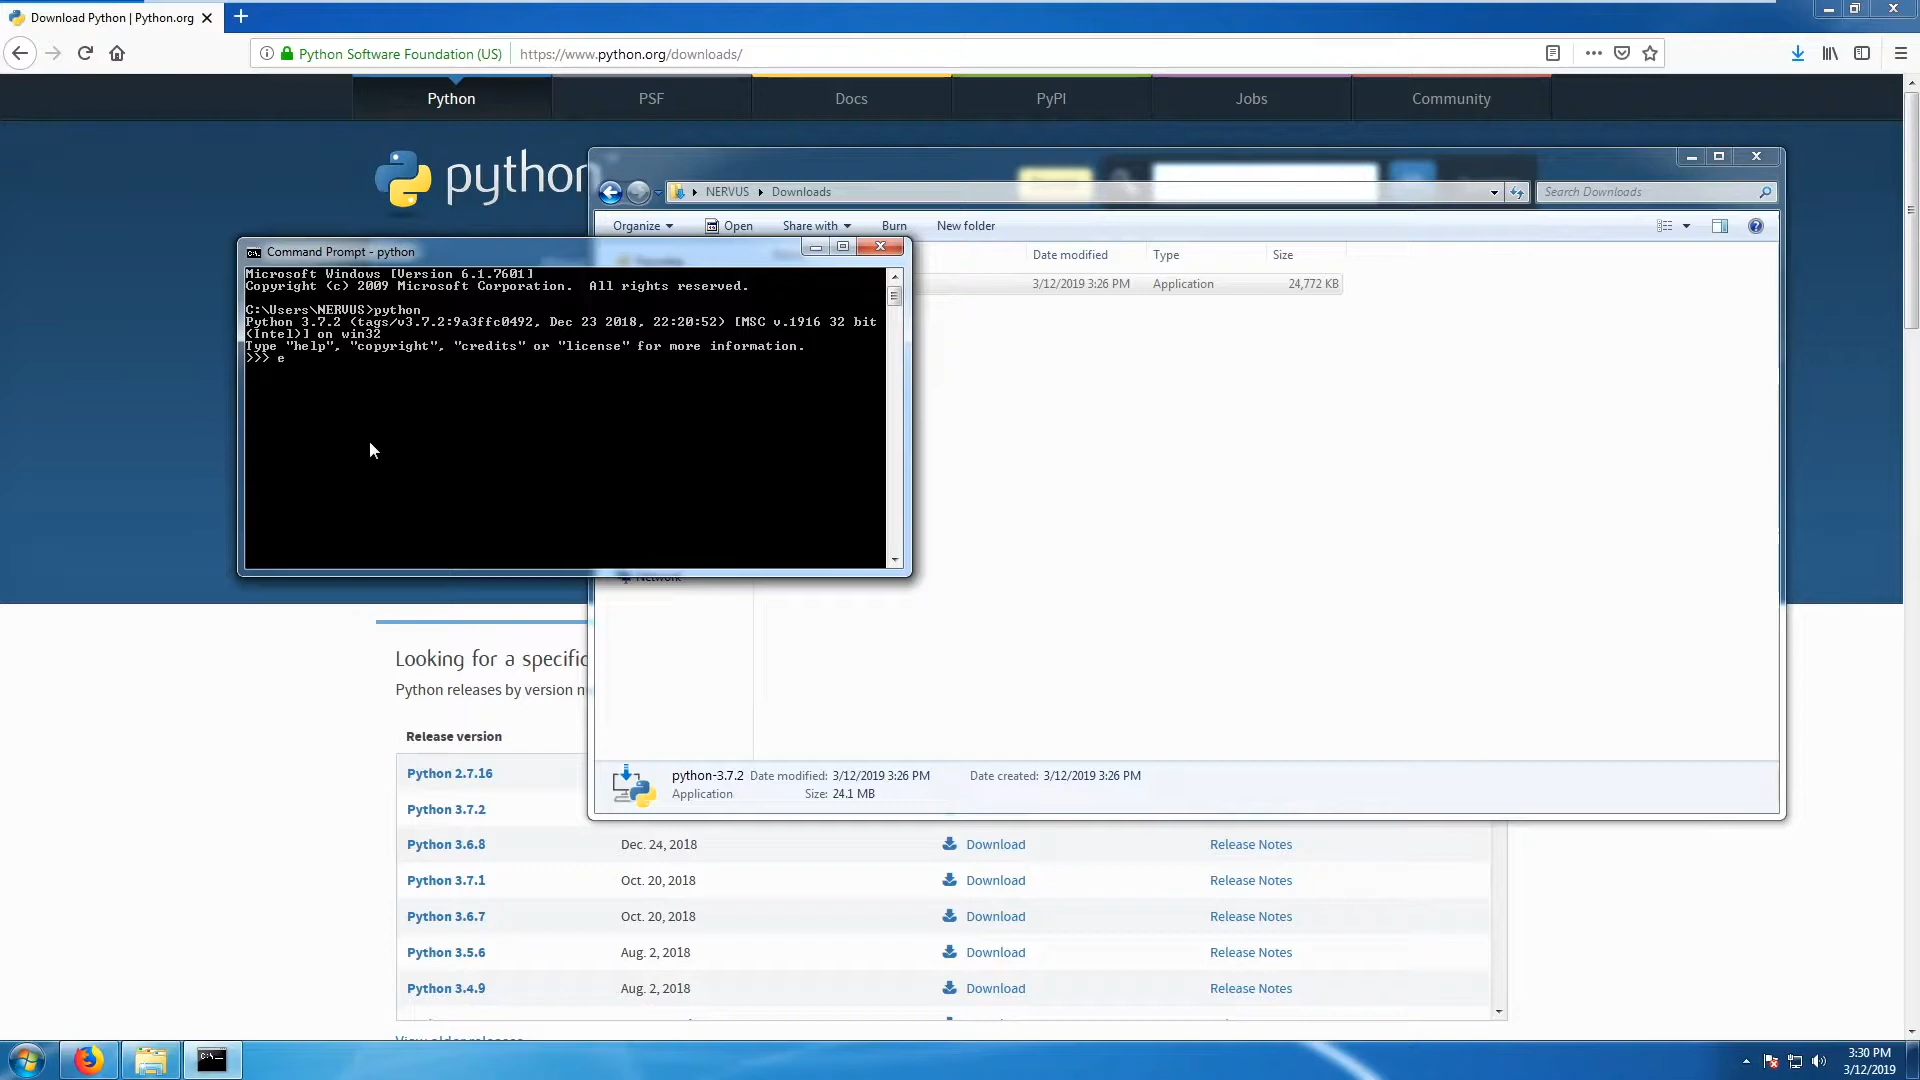 Download Python | Python.org
Python Software Foundation (US)
https://www.python.org/downloads/
Python
PSF
Docs
PyPI
Jobs
Community
python
NERVUS
Downloads
Search Downloads
Organize
Open
Share with
Burn
New folder
Date modified
Type
Size
3/12/2019 3:26 PM
Application
24,772 KB
Command Prompt - python
Microsoft Windows [Version 6.1.7601]
Copyright (c) 2009 Microsoft Corporation.  All rights reserved.
C:\Users\NERVUS>python
Python 3.7.2 (tags/v3.7.2:9a3ffc0492, Dec 23 2018, 22:20:52) [MSC v.1916 32 bit
(Intel)] on win32
Type "help", "copyright", "credits" or "license" for more information.
>>> e
Network
python-3.7.2
Date modified: 3/12/2019 3:26 PM
Date created: 3/12/2019 3:26 PM
Application
Size: 24.1 MB
Looking for a specific
Python releases by version n
Release version
Python 2.7.16
Python 3.7.2
Python 3.6.8 Dec. 24, 2018 Download Release Notes
Python 3.7.1 Oct. 20, 2018 Download Release Notes
Python 3.6.7 Oct. 20, 2018 Download Release Notes
Python 3.5.6 Aug. 2, 2018 Download Release Notes
Python 3.4.9 Aug. 2, 2018 Download Release Notes
View older releases
3:30 PM
3/12/2019